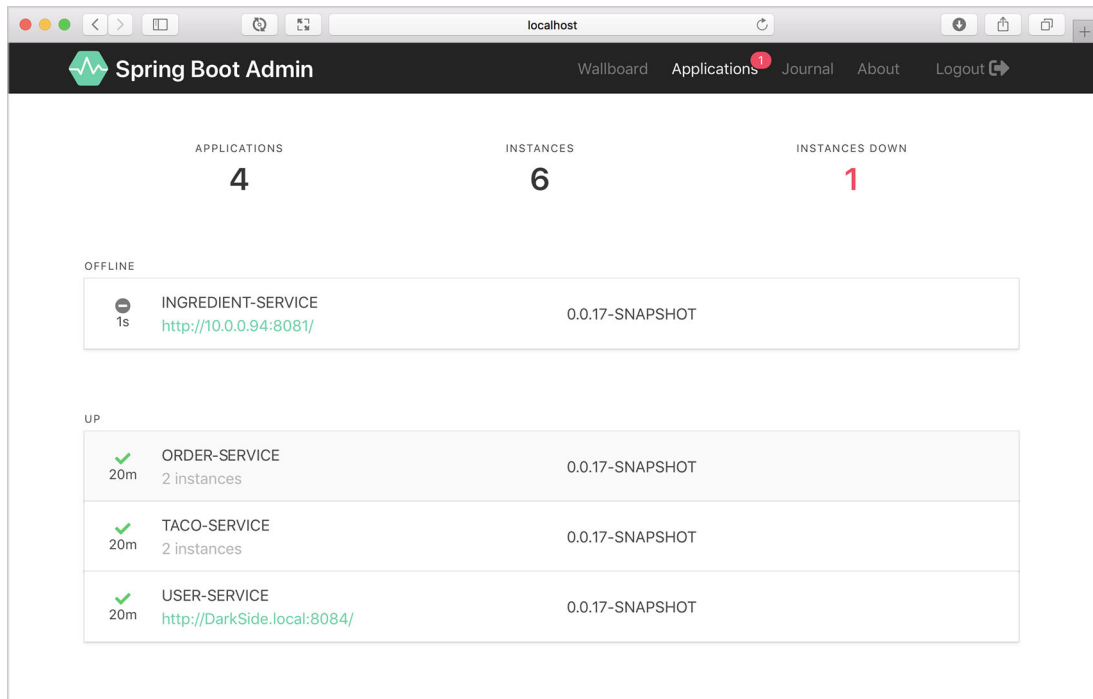 localhost
Spring Boot Admin
Wallboard Applications 1 Journal About Logout
APPLICATIONS INSTANCES INSTANCES DOWN
4 6 1
OFFLINE
INGREDIENT-SERVICE
1s http://10.0.0.94:8081/ 0.0.17-SNAPSHOT
UP
ORDER-SERVICE
20m 2 instances 0.0.17-SNAPSHOT
TACO-SERVICE
20m 2 instances 0.0.17-SNAPSHOT
USER-SERVICE
20m http://DarkSide.local:8084/ 0.0.17-SNAPSHOT